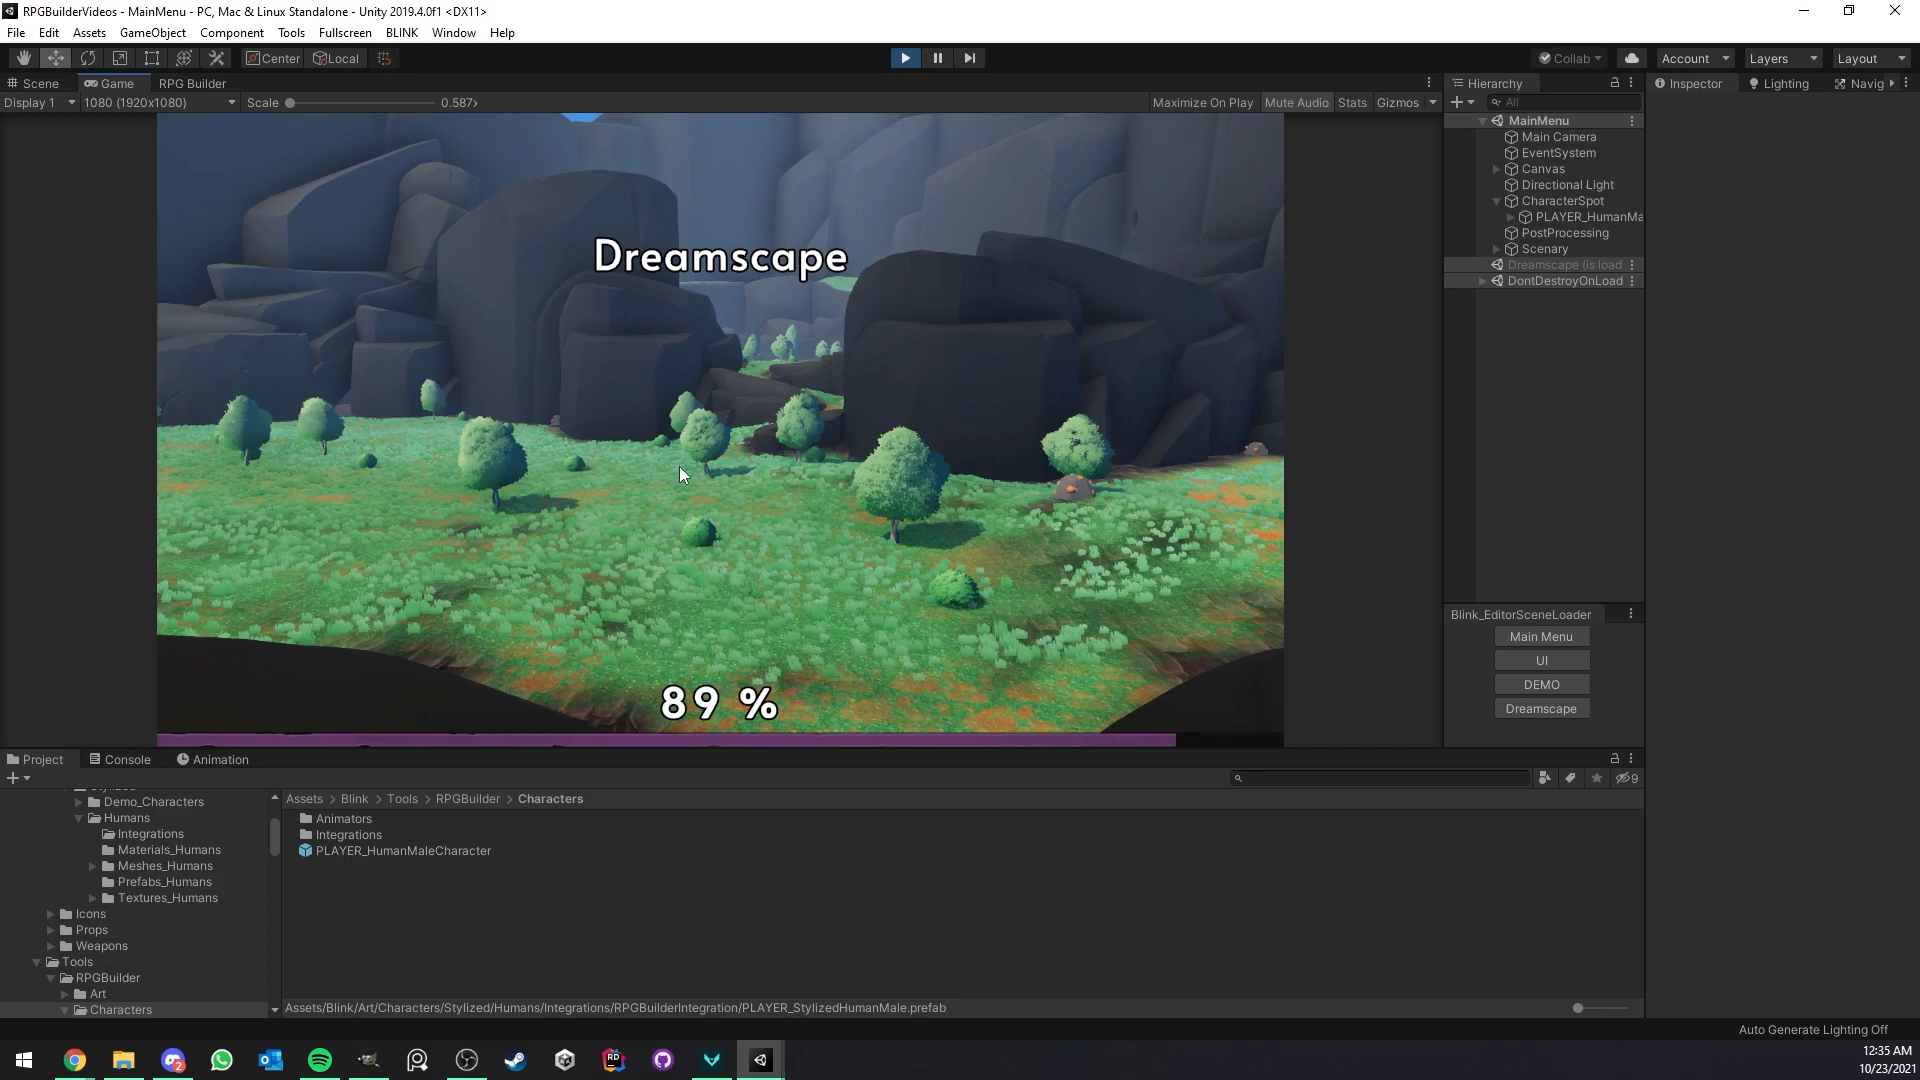 RPGBuilderVideos - MainMenu - PC, Mac & Linux Standalone - Unity 2019.4.0f1 <DX11>
File Edit Assets GameObject Component Tools Fullscreen BLINK Window Help
Center Local Collab Account Layers Layout
Scene Game RPG Builder
Hierarchy Inspector Lighting Navig
Display 1 1080 (1920x1080) Scale 0.587x Maximize On Play Mute Audio Stats Gizmos
All
MainMenu
Main Camera
EventSystem
Canvas
Directional Light
CharacterSpot
PLAYER_HumanMa
PostProcessing
Scenary
Dreamscape (is load
DontDestroyOnLoad
Dreamscape
89 %
Blink_EditorSceneLoader
Main Menu
UI
DEMO
Dreamscape
Project Console Animation
9
Demo_Characters
Humans
Integrations
Materials_Humans
Meshes_Humans
Prefabs_Humans
Textures_Humans
Icons
Props
Weapons
Tools
RPGBuilder
Art
Characters
Assets > Blink > Tools > RPGBuilder > Characters
Animators
Integrations
PLAYER_HumanMaleCharacter
Assets/Blink/Art/Characters/Stylized/Humans/Integrations/RPGBuilderIntegration/PLAYER_StylizedHumanMale.prefab
Auto Generate Lighting Off
RD
2
12:35 AM
10/23/2021